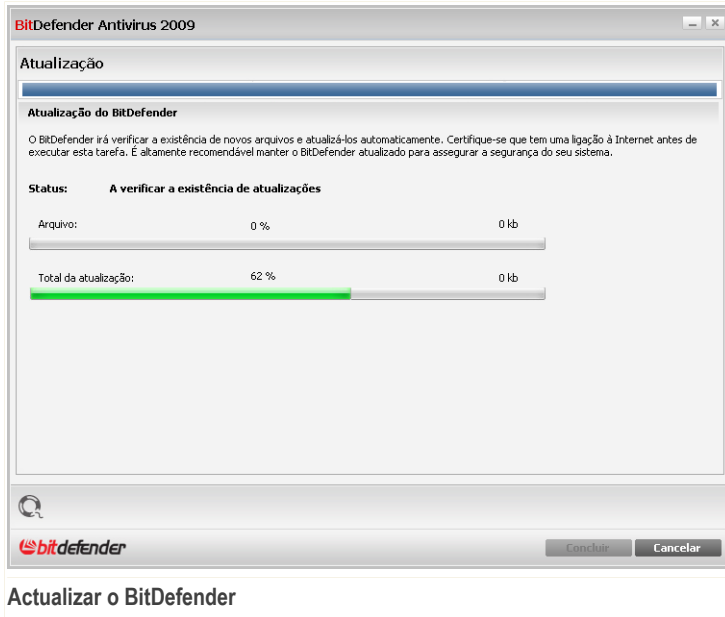 BitDefender Antivirus 2009
Atualização
Atualização do BitDefender
O BitDefender irá verificar a existência de novos arquivos e atualizá-los automaticamente. Certifique-se que tem uma ligação à Internet antes de
executar esta tarefa. É altamente recomendável manter o BitDefender atualizado para assegurar a segurança do seu sistema.
Status: A verificar a existência de atualizações
Arquivo: 0 % 0 kb
Total da atualização: 62 % 0 kb
bitdefender Concluir Cancelar
Actualizar o BitDefender